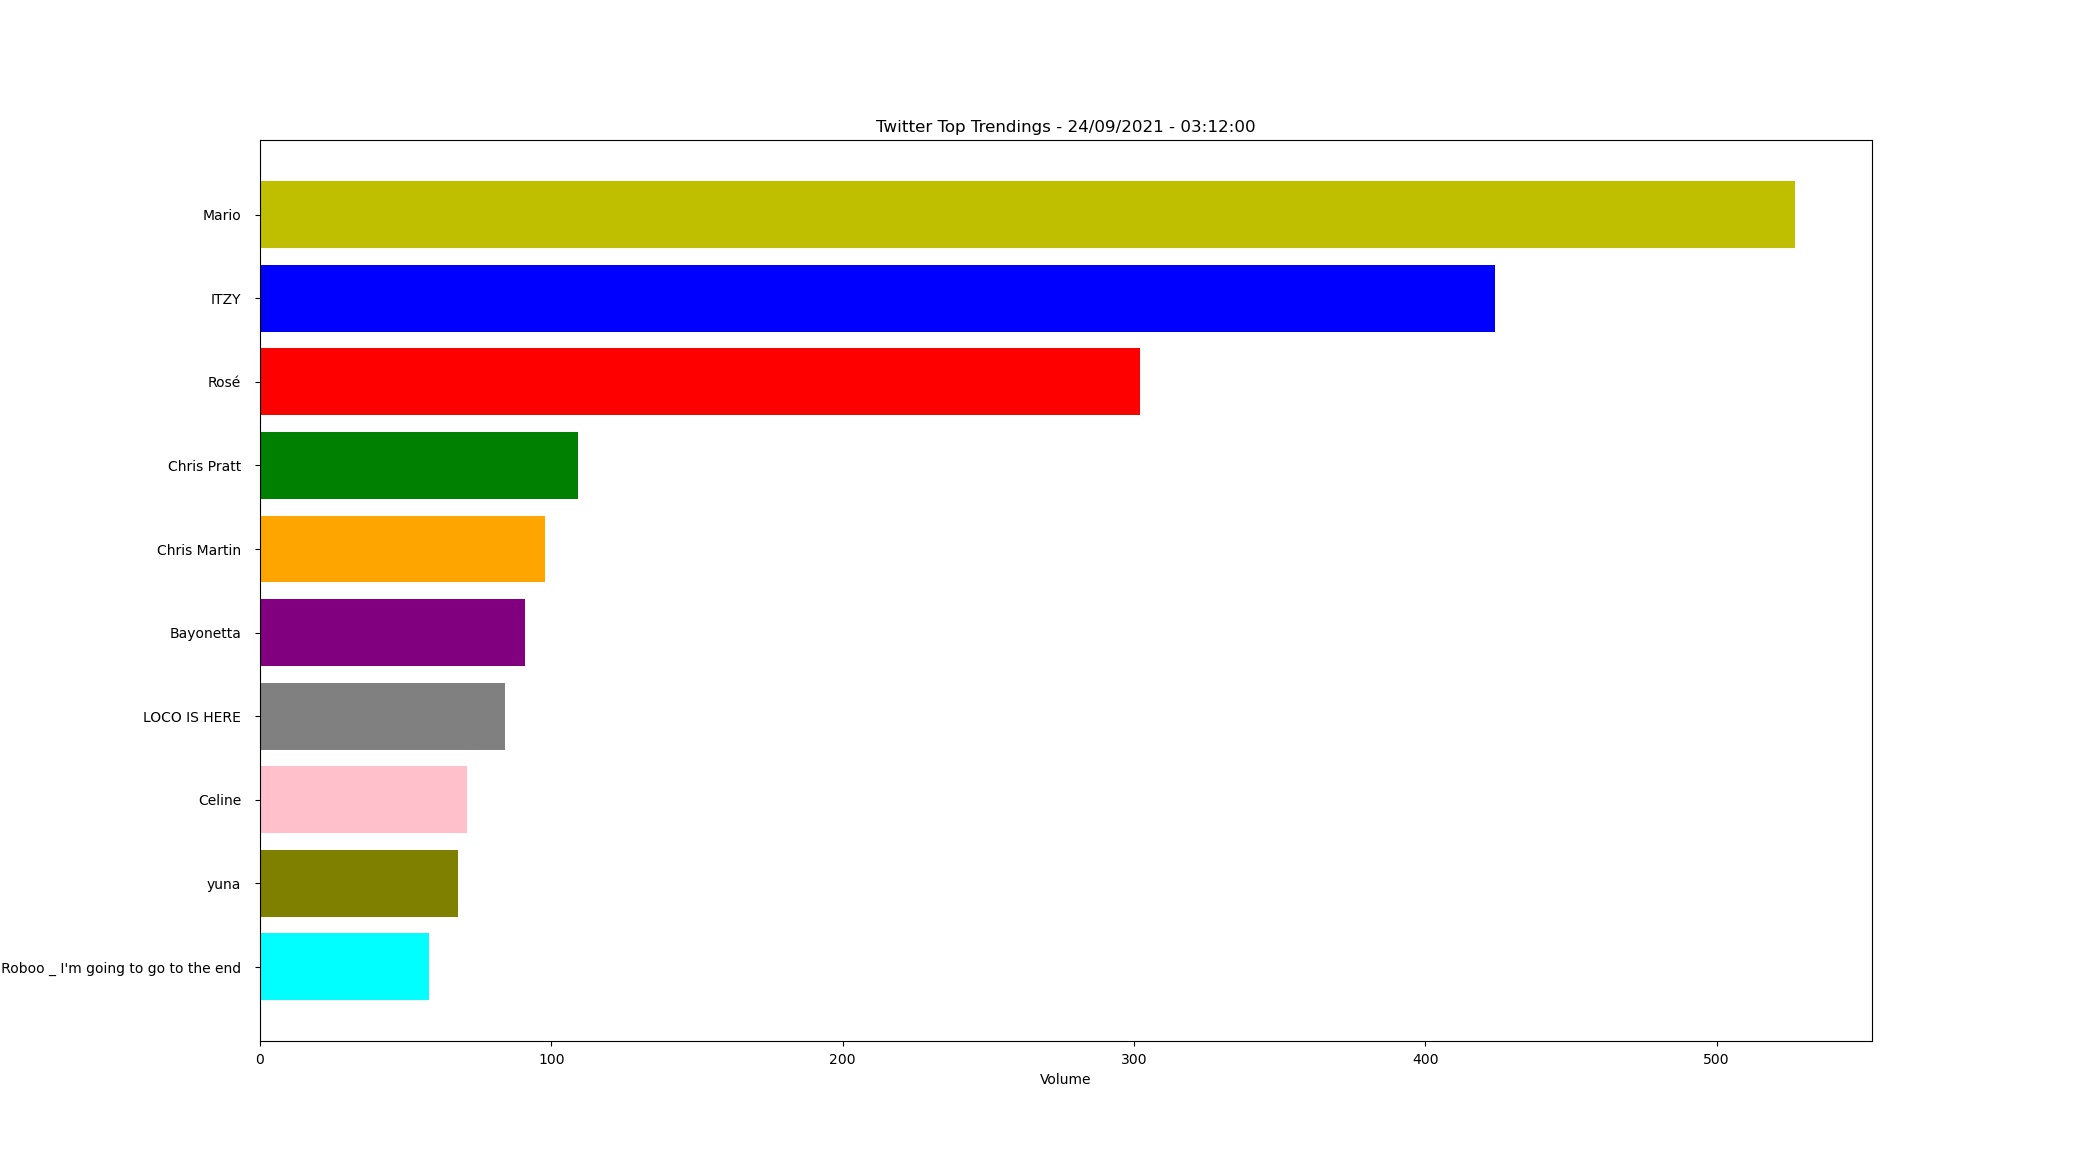 Twitter Top Trendings - 24/09/2021 - 03:12:00
Mario
ITZY
Rosé
Chris Pratt
Chris Martin
Bayonetta
LOCO IS HERE
Celine
yuna
Roboo _ I'm going to go to the end
0 100 200 300 400 500
Volume